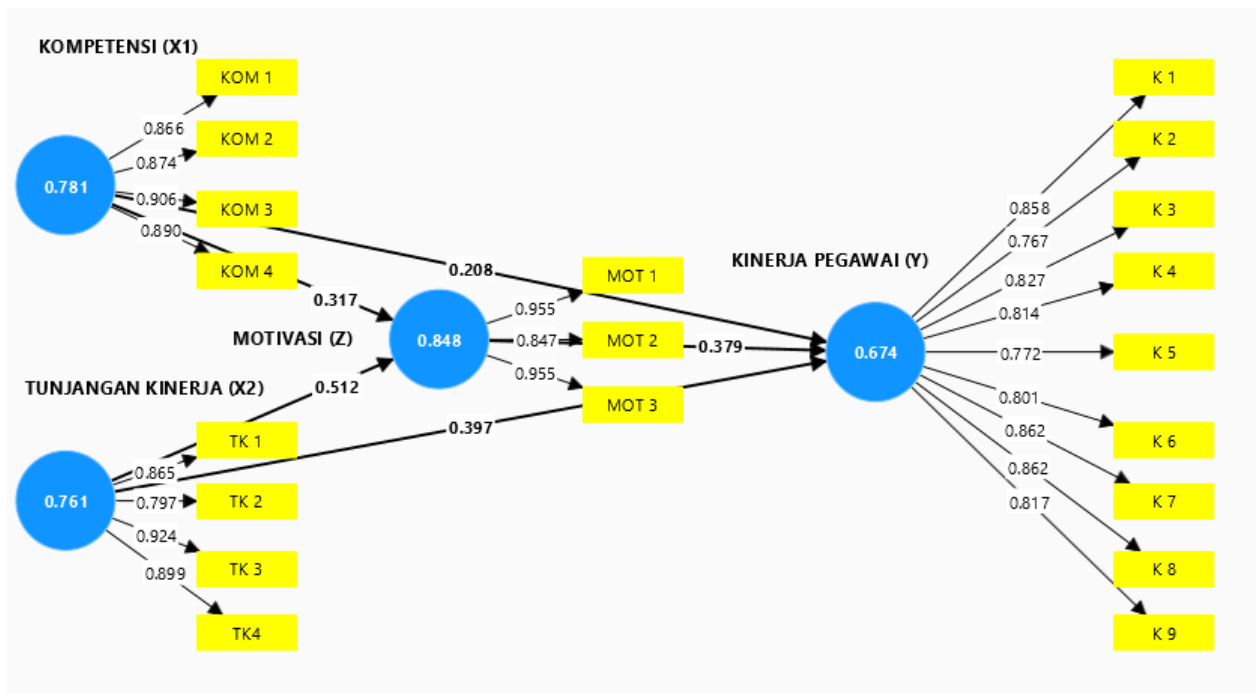 KOMPETENSI (X1)
KOM 1
0.866
KOM 2
0.874
0.781
0.906
KOM 3
0.890
KOM 4
0.208
0.317
MOTIVASI (Z)
0.848
MOT 1
0.955
0.847
MOT 2
0.379
0.955
MOT 3
TUNJANGAN KINERJA (X2)
0.512
0.397
TK 1
0.865
0.761
0.797
TK 2
0.924
TK 3
0.899
TK4
KINERJA PEGAWAI (Y)
0.674
K 1
0.858
K 2
0.767
K 3
0.827
K 4
0.814
0.772
K 5
0.801
K 6
0.862
K 7
0.862
K 8
0.817
K 9